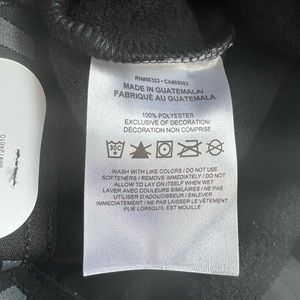 RN#56323 • CA#05553
MADE IN GUATEMALA/
FABRIQUÉ AU GUATEMALA
100% POLYESTER
EXCLUSIVE OF DECORATION/
DECORATION NON COMPRISE
WASH WITH LIKE COLORS / DO NOT USE
SOFTENERS / REMOVE IMMEDIATELY / DO NOT
ALLOW TO LAY ON ITSELF WHEN WET
LAVER AVEC COULEURS SIMILAIRES / NE PAS
UTILISER D'ADOUCISSEUR / ENLEVER
IMMÉDIATEMENT / NE PAS LAISSER LE VÊTEMENT
PLIÉ LORSQU'IL EST MOUILLÉ